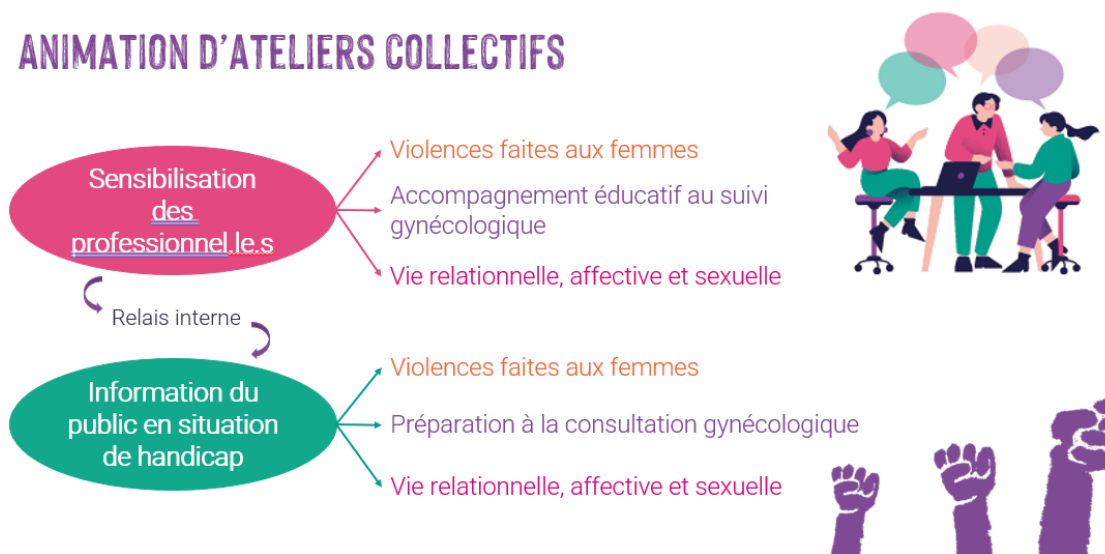 ANIMATION D'ATELIERS COLLECTIFS
Sensibilisation
des
professionnel.le.s
Violences faites aux femmes
Accompagnement éducatif au suivi
gynécologique
Vie relationnelle, affective et sexuelle
Relais interne
Information du
public en situation
de handicap
Violences faites aux femmes
Préparation à la consultation gynécologique
Vie relationnelle, affective et sexuelle